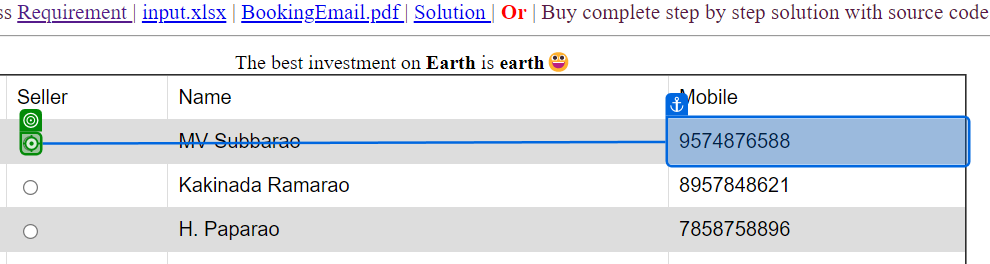 ss Requirement | input.xlsx | BookingEmail.pdf | Solution | Or | Buy complete step by step solution with source code
The best investment on Earth is earth😀
Seller Name Mobile
MV Subbarao 9574876588
Kakinada Ramarao 8957848621
H. Paparao 7858758896